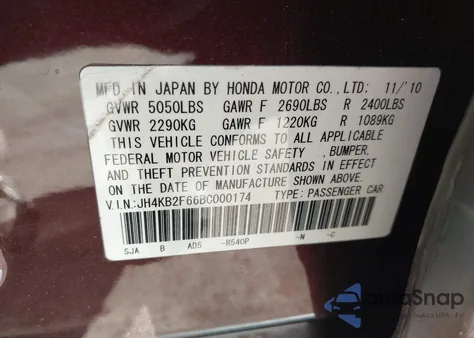 MFD. IN JAPAN BY HONDA MOTOR CO., LTD. 11/'10
GVWR 5050LBS GAWR F 2690LBS R 2400LBS
GVWR 2290KG GAWR F 1220KG R 1089KG
THIS VEHICLE CONFORMS TO ALL APPLICABLE
FEDERAL MOTOR VEHICLE SAFETY , BUMPER,
AND THEFT PREVENTION STANDARDS IN EFFECT
ON THE DATE OF MANUFACTURE SHOWN ABOVE.
V.I.N:JH4KB2F66BC000174 TYPE: PASSENGER CAR
SJA B AD5 -R540P -N -C
AutoSnap